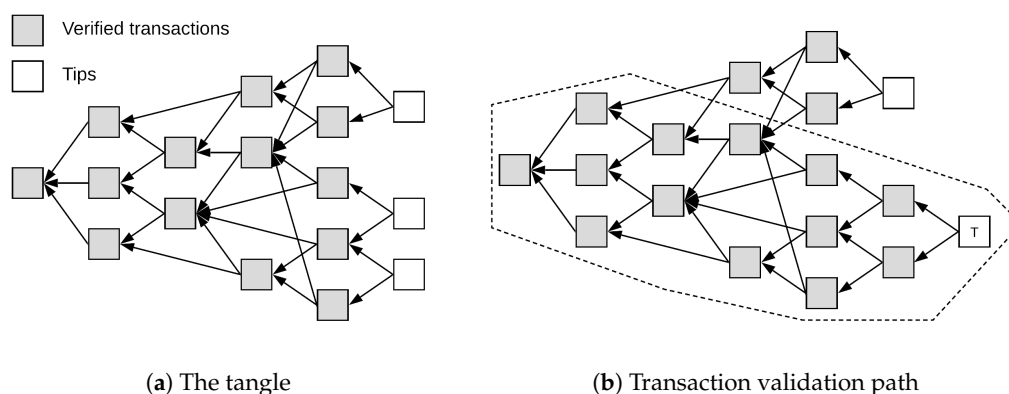 Verified transactions
Tips
T
(a) The tangle
(b) Transaction validation path